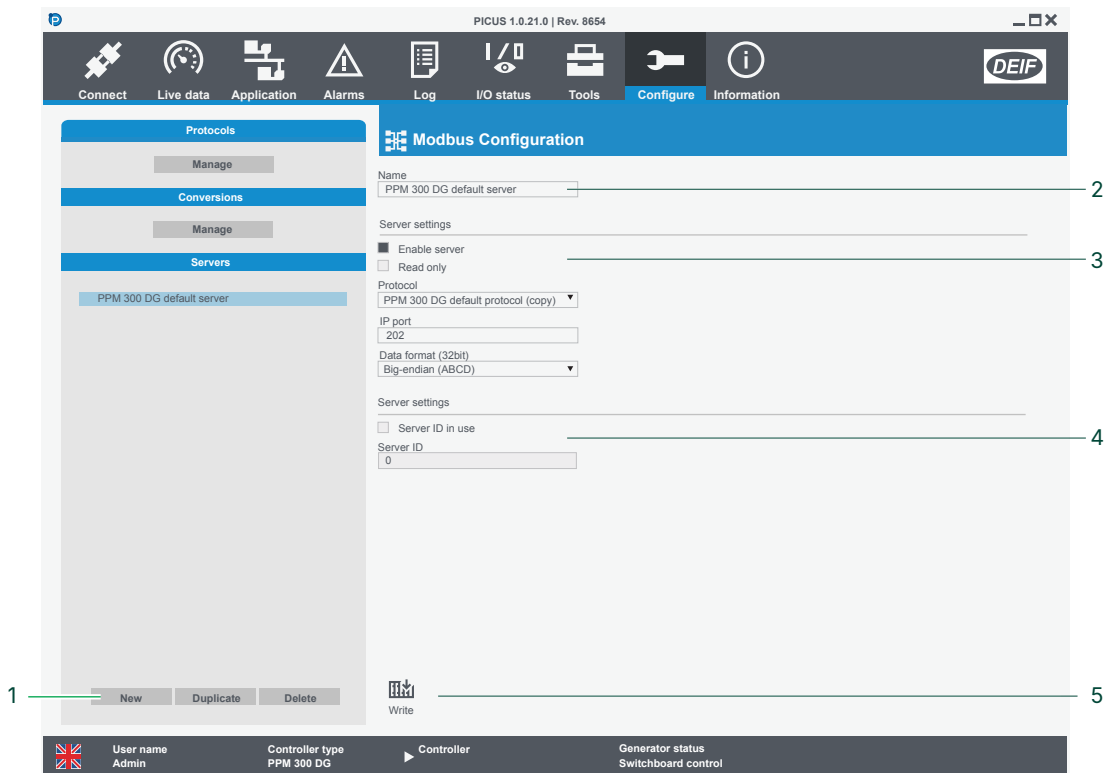 PICUS 1.0.21.0 | Rev. 8654
Connect Live data Application Alarms Log I/O status Tools Configure Information
DEIF
Protocols
Manage
Conversions
Manage
Servers
PPM 300 DG default server
New Duplicate Delete
Modbus Configuration
Name
PPM 300 DG default server
Server settings
Enable server
Read only
Protocol
PPM 300 DG default protocol (copy)
IP port
202
Data format (32bit)
Big-endian (ABCD)
Server settings
Server ID in use
Server ID
0
Write
1
2
3
4
5
User name
Admin
Controller type
PPM 300 DG
Controller
Generator status
Switchboard control